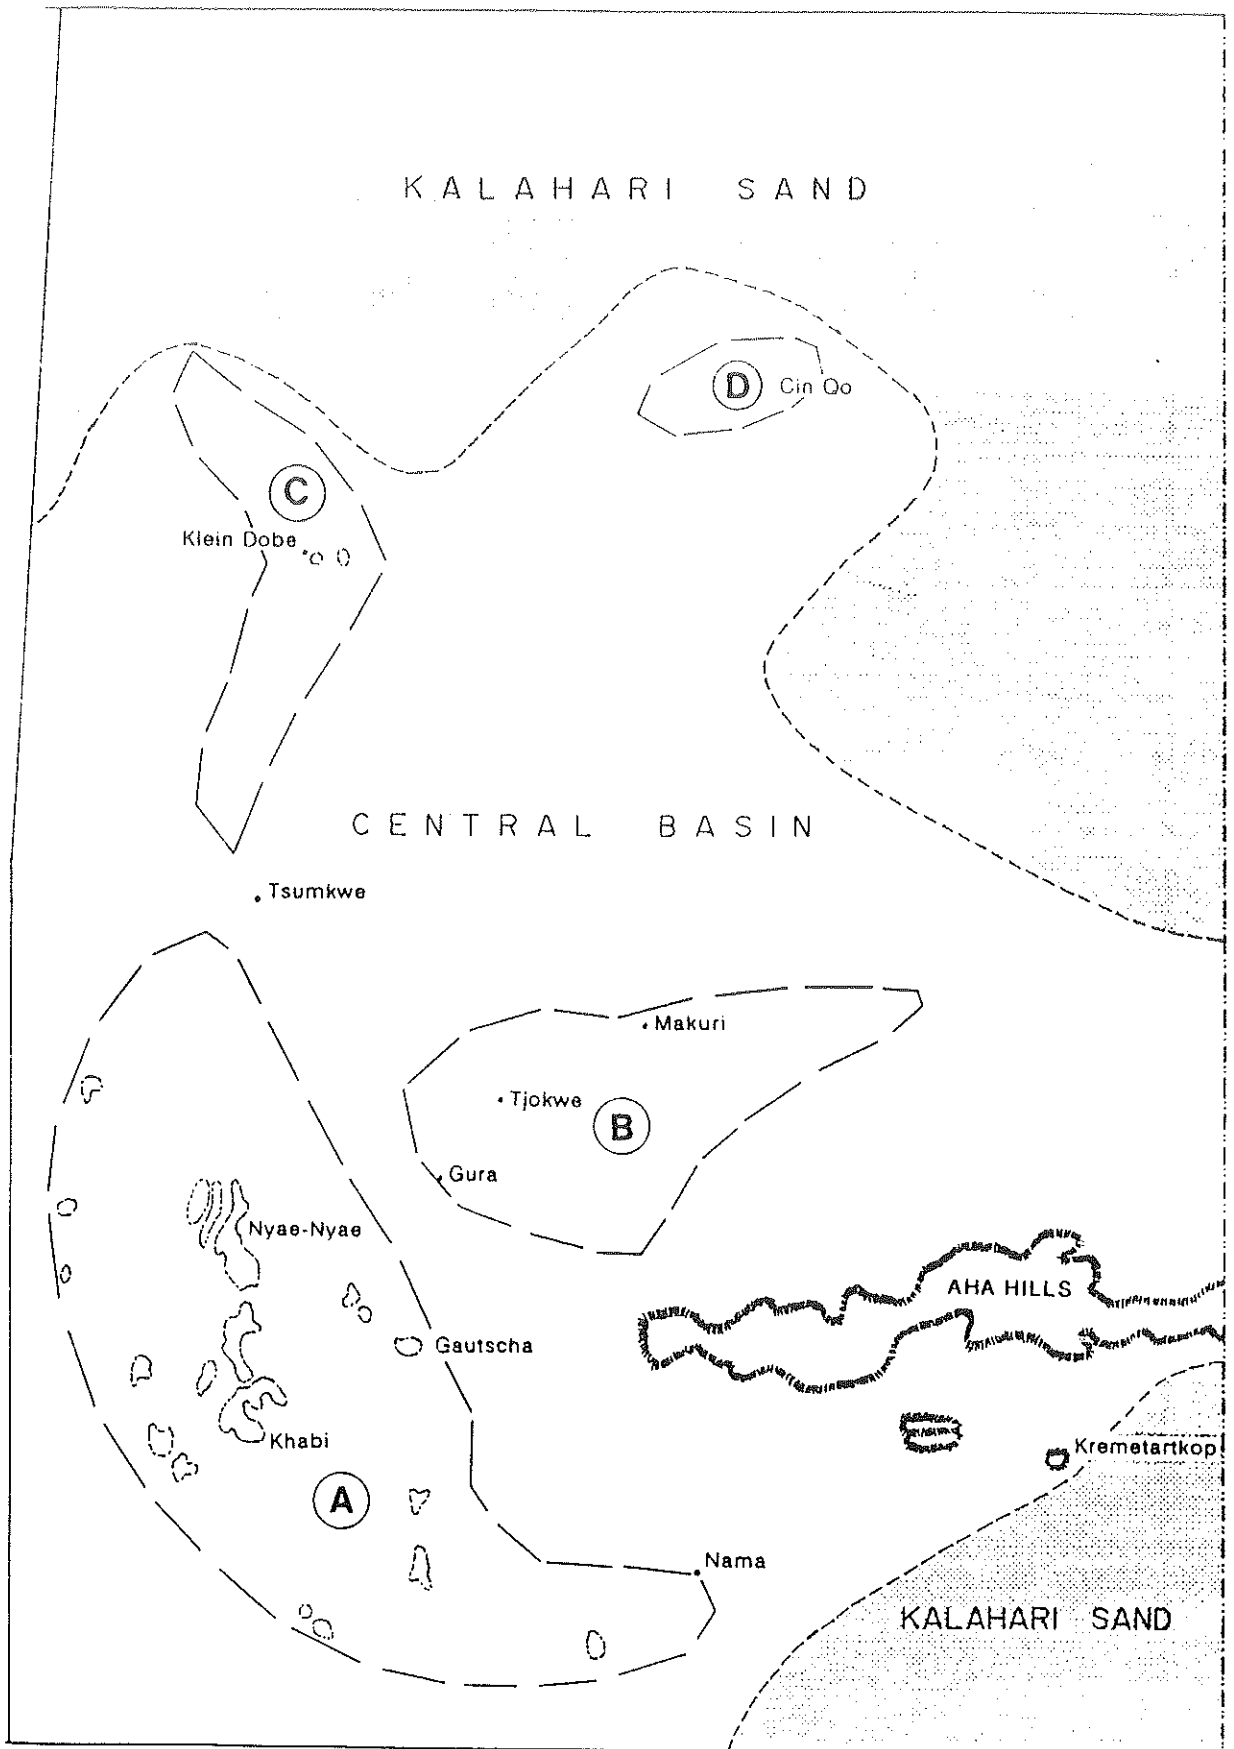 KALAHARI SAND
D
Cin Qo
C
Klein Dobe
CENTRAL BASIN
Tsumkwe
Makuri
Tjokwe
B
Gura
Nyae-Nyae
AHA HILLS
Gautscha
Khabi
Kremetartkop
A
Nama
KALAHARI SAND